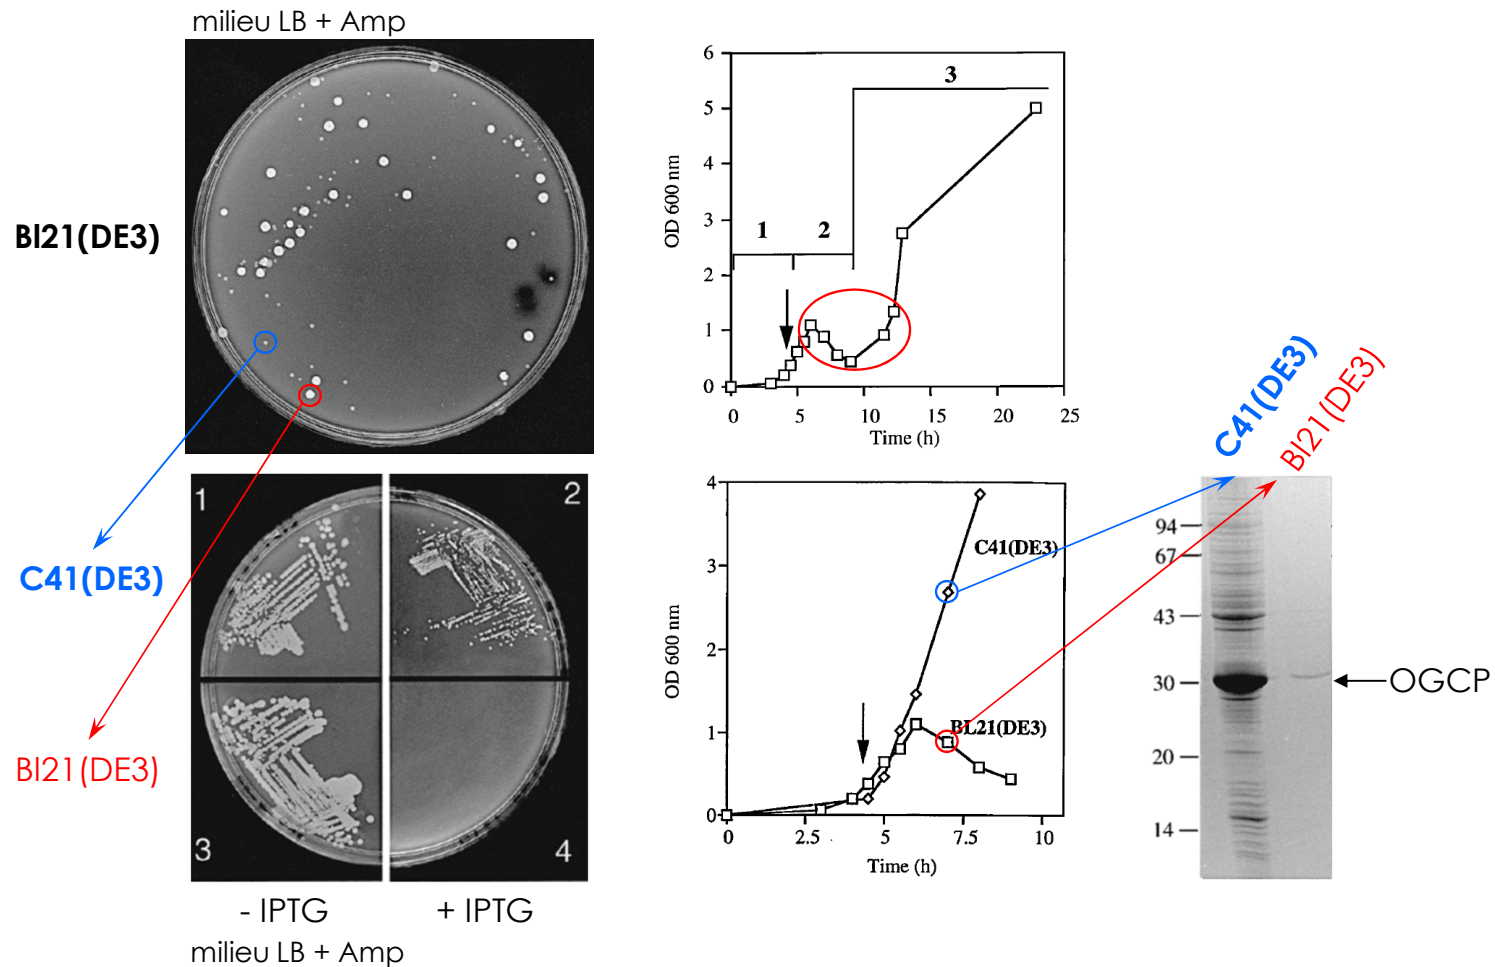 milieu LB + Amp
Bl21(DE3)
C41(DE3)
Bl21(DE3)
1
2
3
4
- IPTG
+ IPTG
milieu LB + Amp
6
5
4
3
2
1
0
OD 600 nm
1
2
3
0
5
10
15
20
25
Time (h)
4
3
2
1
0
OD 600 nm
C41(DE3)
BL21(DE3)
0
2.5
5
7.5
10
Time (h)
C41(DE3)
Bl21(DE3)
94
67
43
30
20
14
OGCP